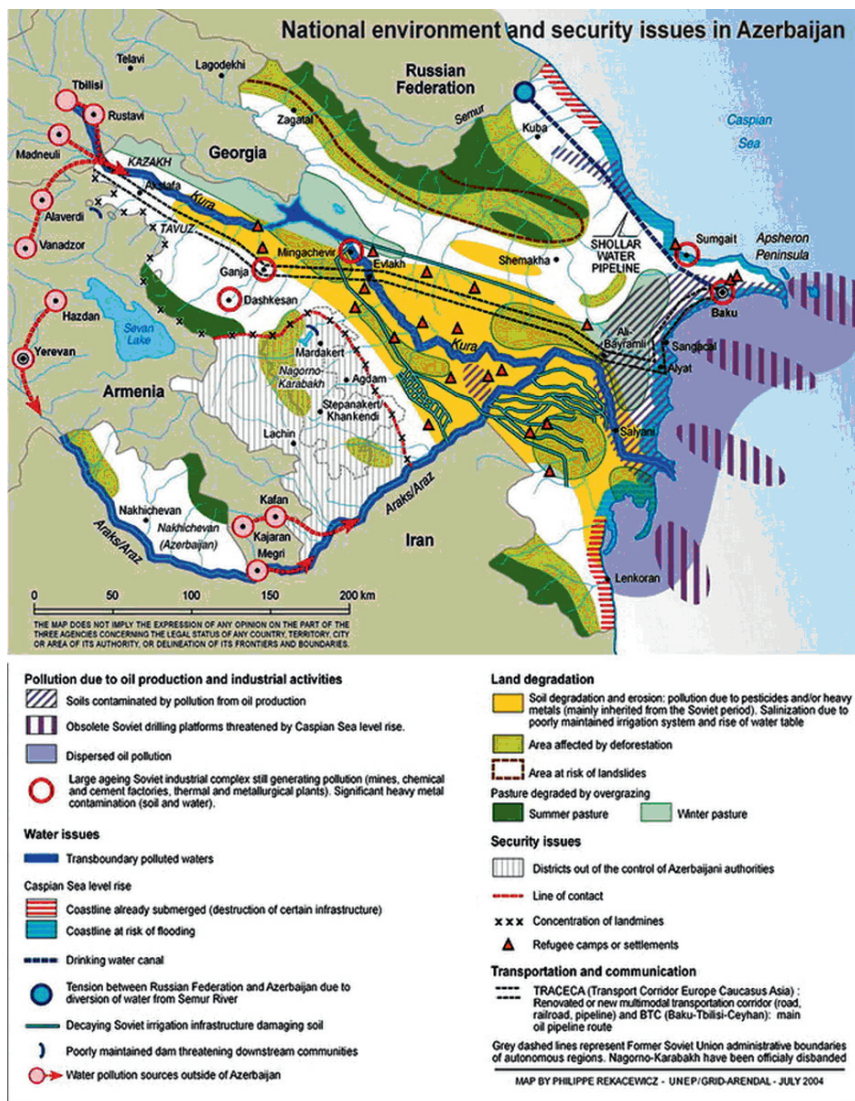 National environment and security issues in Azerbaijan
Telavi
Lagodekhi
Russian
Federation
Tbilisi
Rustavi
Zagatal
Semur
Kuba
Caspian
Sea
Madneuli
KAZAKH
Georgia
Akstafa
Kura
Alaverdi
TAVUZ
Vanadzor
Mingachevir
Evlakh
Ganja
Shemakha
SHOLLAR
WATER
PIPELINE
Sumgait
Apsheron
Peninsula
Dashkesan
Baku
Hazdan
Sevan
Lake
Yerevan
Mardakert
Kura
Ali-
Bayramli
Sangacal
Alyat
Nagorno-
Karabakh
Agdam
Armenia
Stepanakert/
Khankendi
Lachin
Salyani
Nakhichevan
Kafan
Araks/Araz
Nakhichevan
(Azerbaijan)
Kajaran
Megri
Araks/Araz
Iran
Lenkoran
0 50 100 150 200 km
THE MAP DOES NOT IMPLY THE EXPRESSION OF ANY OPINION ON THE PART OF THE
THREE AGENCIES CONCERNING THE LEGAL STATUS OF ANY COUNTRY, TERRITORY, CITY
OR AREA OF ITS AUTHORITY, OR DELINEATION OF ITS FRONTIERS AND BOUNDARIES.
Pollution due to oil production and industrial activities
Soils contaminated by pollution from oil production
Obsolete Soviet drilling platforms threatened by Caspian Sea level rise.
Dispersed oil pollution
Large ageing Soviet industrial complex still generating pollution (mines, chemical
and cement factories, thermal and metallurgical plants). Significant heavy metal
contamination (soil and water).
Water issues
Transboundary polluted waters
Caspian Sea level rise
Coastline already submerged (destruction of certain infrastructure)
Coastline at risk of flooding
Drinking water canal
Tension between Russian Federation and Azerbaijan due to
diversion of water from Semur River
Decaying Soviet irrigation infrastructure damaging soil
Poorly maintained dam threatening downstream communities
Water pollution sources outside of Azerbaijan
Land degradation
Soil degradation and erosion: pollution due to pesticides and/or heavy
metals (mainly inherited from the Soviet period). Salinization due to
poorly maintained irrigation system and rise of water table
Area affected by deforestation
Area at risk of landslides
Pasture degraded by overgrazing
Summer pasture
Winter pasture
Security issues
Districts out of the control of Azerbaijani authorities
Line of contact
xxx Concentration of landmines
Refugee camps or settlements
Transportation and communication
TRACECA (Transport Corridor Europe Caucasus Asia) :
Renovated or new multimodal transportation corridor (road,
railroad, pipeline) and BTC (Baku-Tbilisi-Ceyhan): main
oil pipeline route
Grey dashed lines represent Former Soviet Union administrative boundaries
of autonomous regions. Nagorno-Karabakh have been officialy disbanded
MAP BY PHILIPPE REKACEWICZ - UNEP/GRID-ARENDAL - JULY 2004